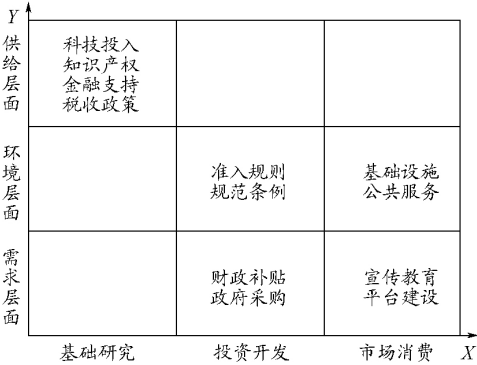 Y
供给层面
科技投入
知识产权
金融支持
税收政策
环境层面
准入规则
规范条例
基础设施
公共服务
需求层面
财政补贴
政府采购
宣传教育
平台建设
基础研究
投资开发
市场消费
X